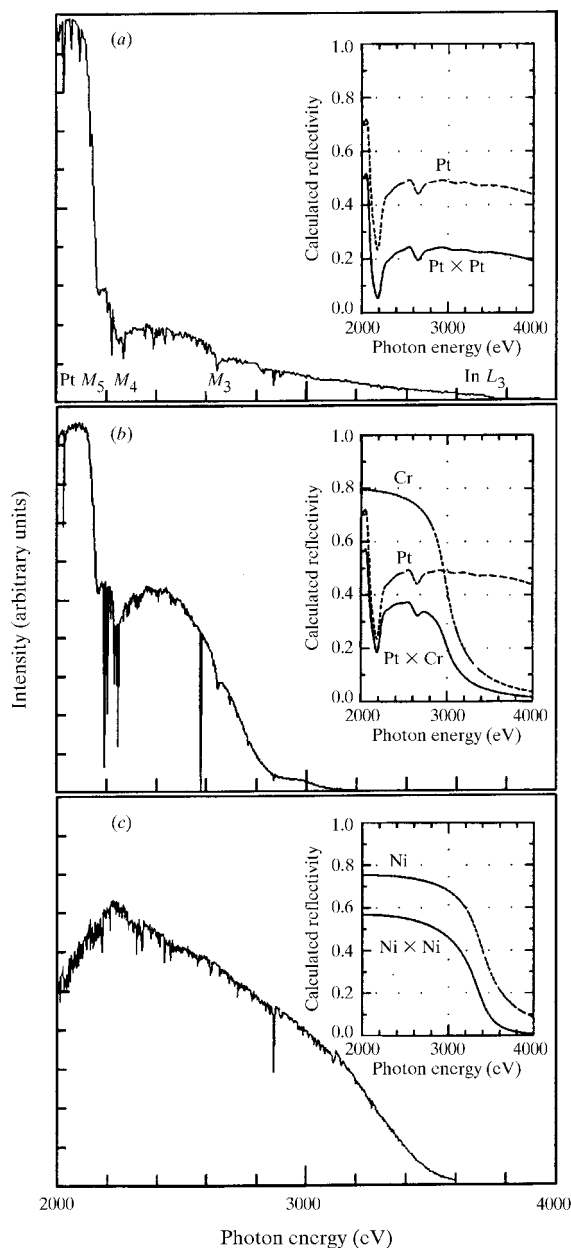 (a)
1.0
0.8
0.6
0.4
0.2
0.0
Calculated reflectivity
Pt
Pt × Pt
2000 3000 4000
Photon energy (eV)
Pt M5 M4 M3 In L3
(b)
1.0
0.8
0.6
0.4
0.2
0.0
Calculated reflectivity
Cr
Pt
Pt × Cr
2000 3000 4000
Photon energy (eV)
Intensity (arbitrary units)
(c)
1.0
0.8
0.6
0.4
0.2
0.0
Calculated reflectivity
Ni
Ni × Ni
2000 3000 4000
Photon energy (eV)
2000 3000 4000
Photon energy (eV)